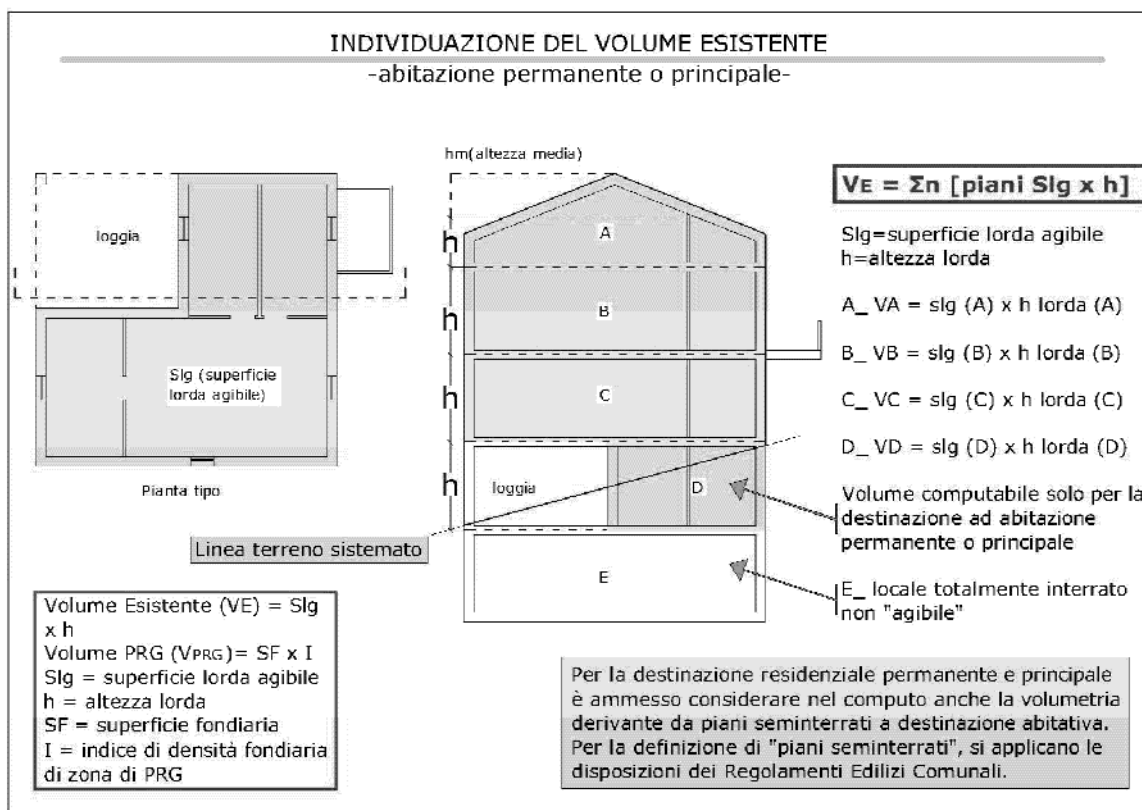 INDIVIDUAZIONE DEL VOLUME ESISTENTE
-abitazione permanente o principale-
loggia
Slg (superficie
lorda agibile)
Pianta tipo
hm(altezza media)
h
A
h
B
h
C
h
loggia
D
E
Linea terreno sistemato
VE = Σn [piani Slg x h]
Slg=superficie lorda agibile
h=altezza lorda
A_ VA = slg (A) x h lorda (A)
B_ VB = slg (B) x h lorda (B)
C_ VC = slg (C) x h lorda (C)
D_ VD = slg (D) x h lorda (D)
Volume computabile solo per la
destinazione ad abitazione
permanente o principale
E_ locale totalmente interrato
non "agibile"
Volume Esistente (VE) = Slg
x h
Volume PRG (VPRG)= SF x I
Slg = superficie lorda agibile
h = altezza lorda
SF = superficie fondiaria
I = indice di densità fondiaria
di zona di PRG
Per la destinazione residenziale permanente e principale
è ammesso considerare nel computo anche la volumetria
derivante da piani seminterrati a destinazione abitativa.
Per la definizione di "piani seminterrati", si applicano le
disposizioni dei Regolamenti Edilizi Comunali.